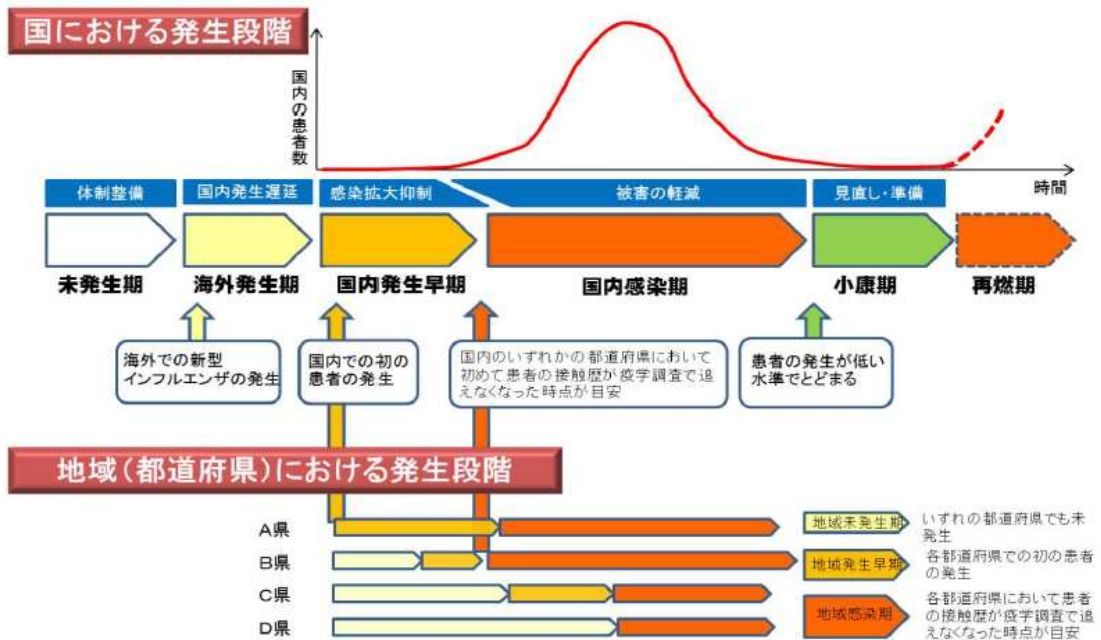 国における発生段階
国内の患者数
時間
体制整備
国内発生遅延
感染拡大抑制
被害の軽減
見直し・準備
未発生期
海外発生期
国内発生早期
国内感染期
小康期
再燃期
海外での新型
インフルエンザの発生
国内での初の
患者の発生
国内のいずれかの都道府県において
初めて患者の接触歴が疫学調査で追
えなくなった時点が目安
患者の発生が低い
水準でとどまる
地域(都道府県)における発生段階
A県
B県
C県
D県
地域未発生期
いずれの都道府県でも未
発生
地域発生早期
各都道府県での初の患者
の発生
地域感染期
各都道府県において患者
の接触歴が疫学調査で追
えなくなった時点が目安